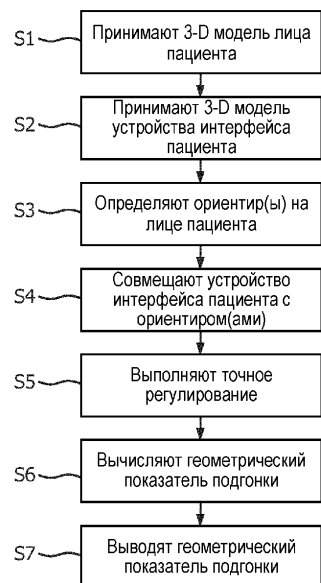 S1
Принимают 3-D модель лица
пациента
S2
Принимают 3-D модель
устройства интерфейса
пациента
S3
Определяют ориентир(ы) на
лице пациента
S4
Совмещают устройство
интерфейса пациента с
ориентиром(ами)
S5
Выполняют точное
регулирование
S6
Вычисляют геометрический
показатель подгонки
S7
Выводят геометрический
показатель подгонки